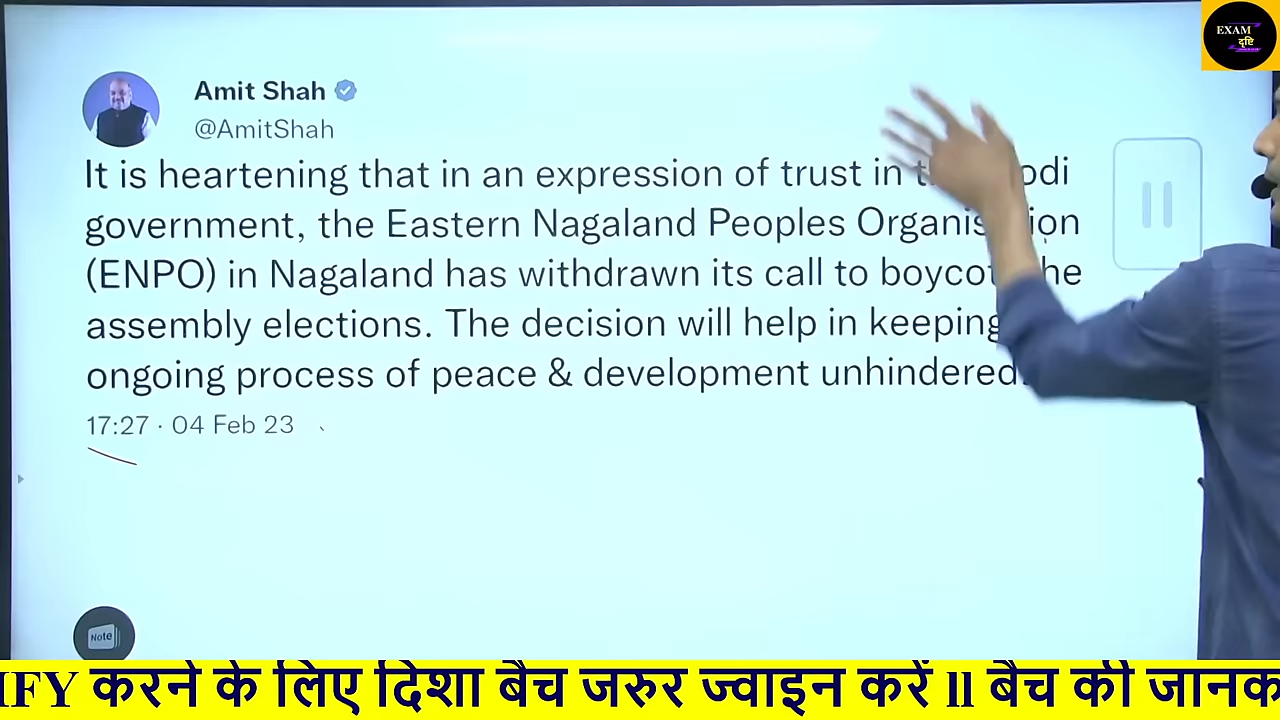 EXAM
दृष्टि
Amit Shah
@AmitShah
It is heartening that in an expression of trust in
government, the Eastern Nagaland Peoples
(ENPO) in Nagaland has withdrawn its call to
assembly elections. The decision will help in keeping
ongoing process of peace & development unhindered.
17:27 · 04 Feb 23
Note
करने के लिए दिशा बैच जरुर ज्वाइन करें ll बैच की